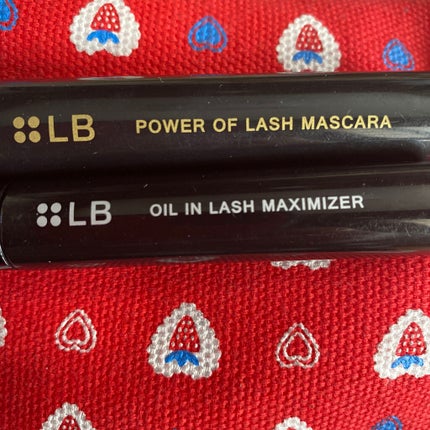 LB POWER OF LASH MASCARA
LB OIL IN LASH MAXIMIZER